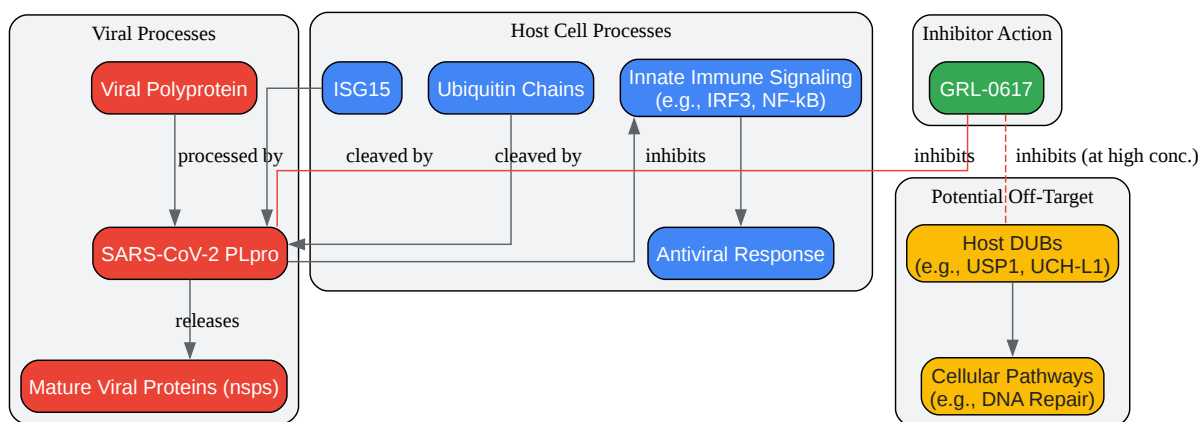 Viral Processes
Host Cell Processes
Inhibitor Action
Viral Polyprotein
ISG15
Ubiquitin Chains
Innate Immune Signaling
(e.g., IRF3, NF-kB)
GRL-0617
processed by
cleaved by
cleaved by
inhibits
inhibits
inhibits (at high conc.)
Potential Off-Target
SARS-CoV-2 PLpro
Antiviral Response
Host DUBs
(e.g., USP1, UCH-L1)
releases
Mature Viral Proteins (nsps)
Cellular Pathways
(e.g., DNA Repair)